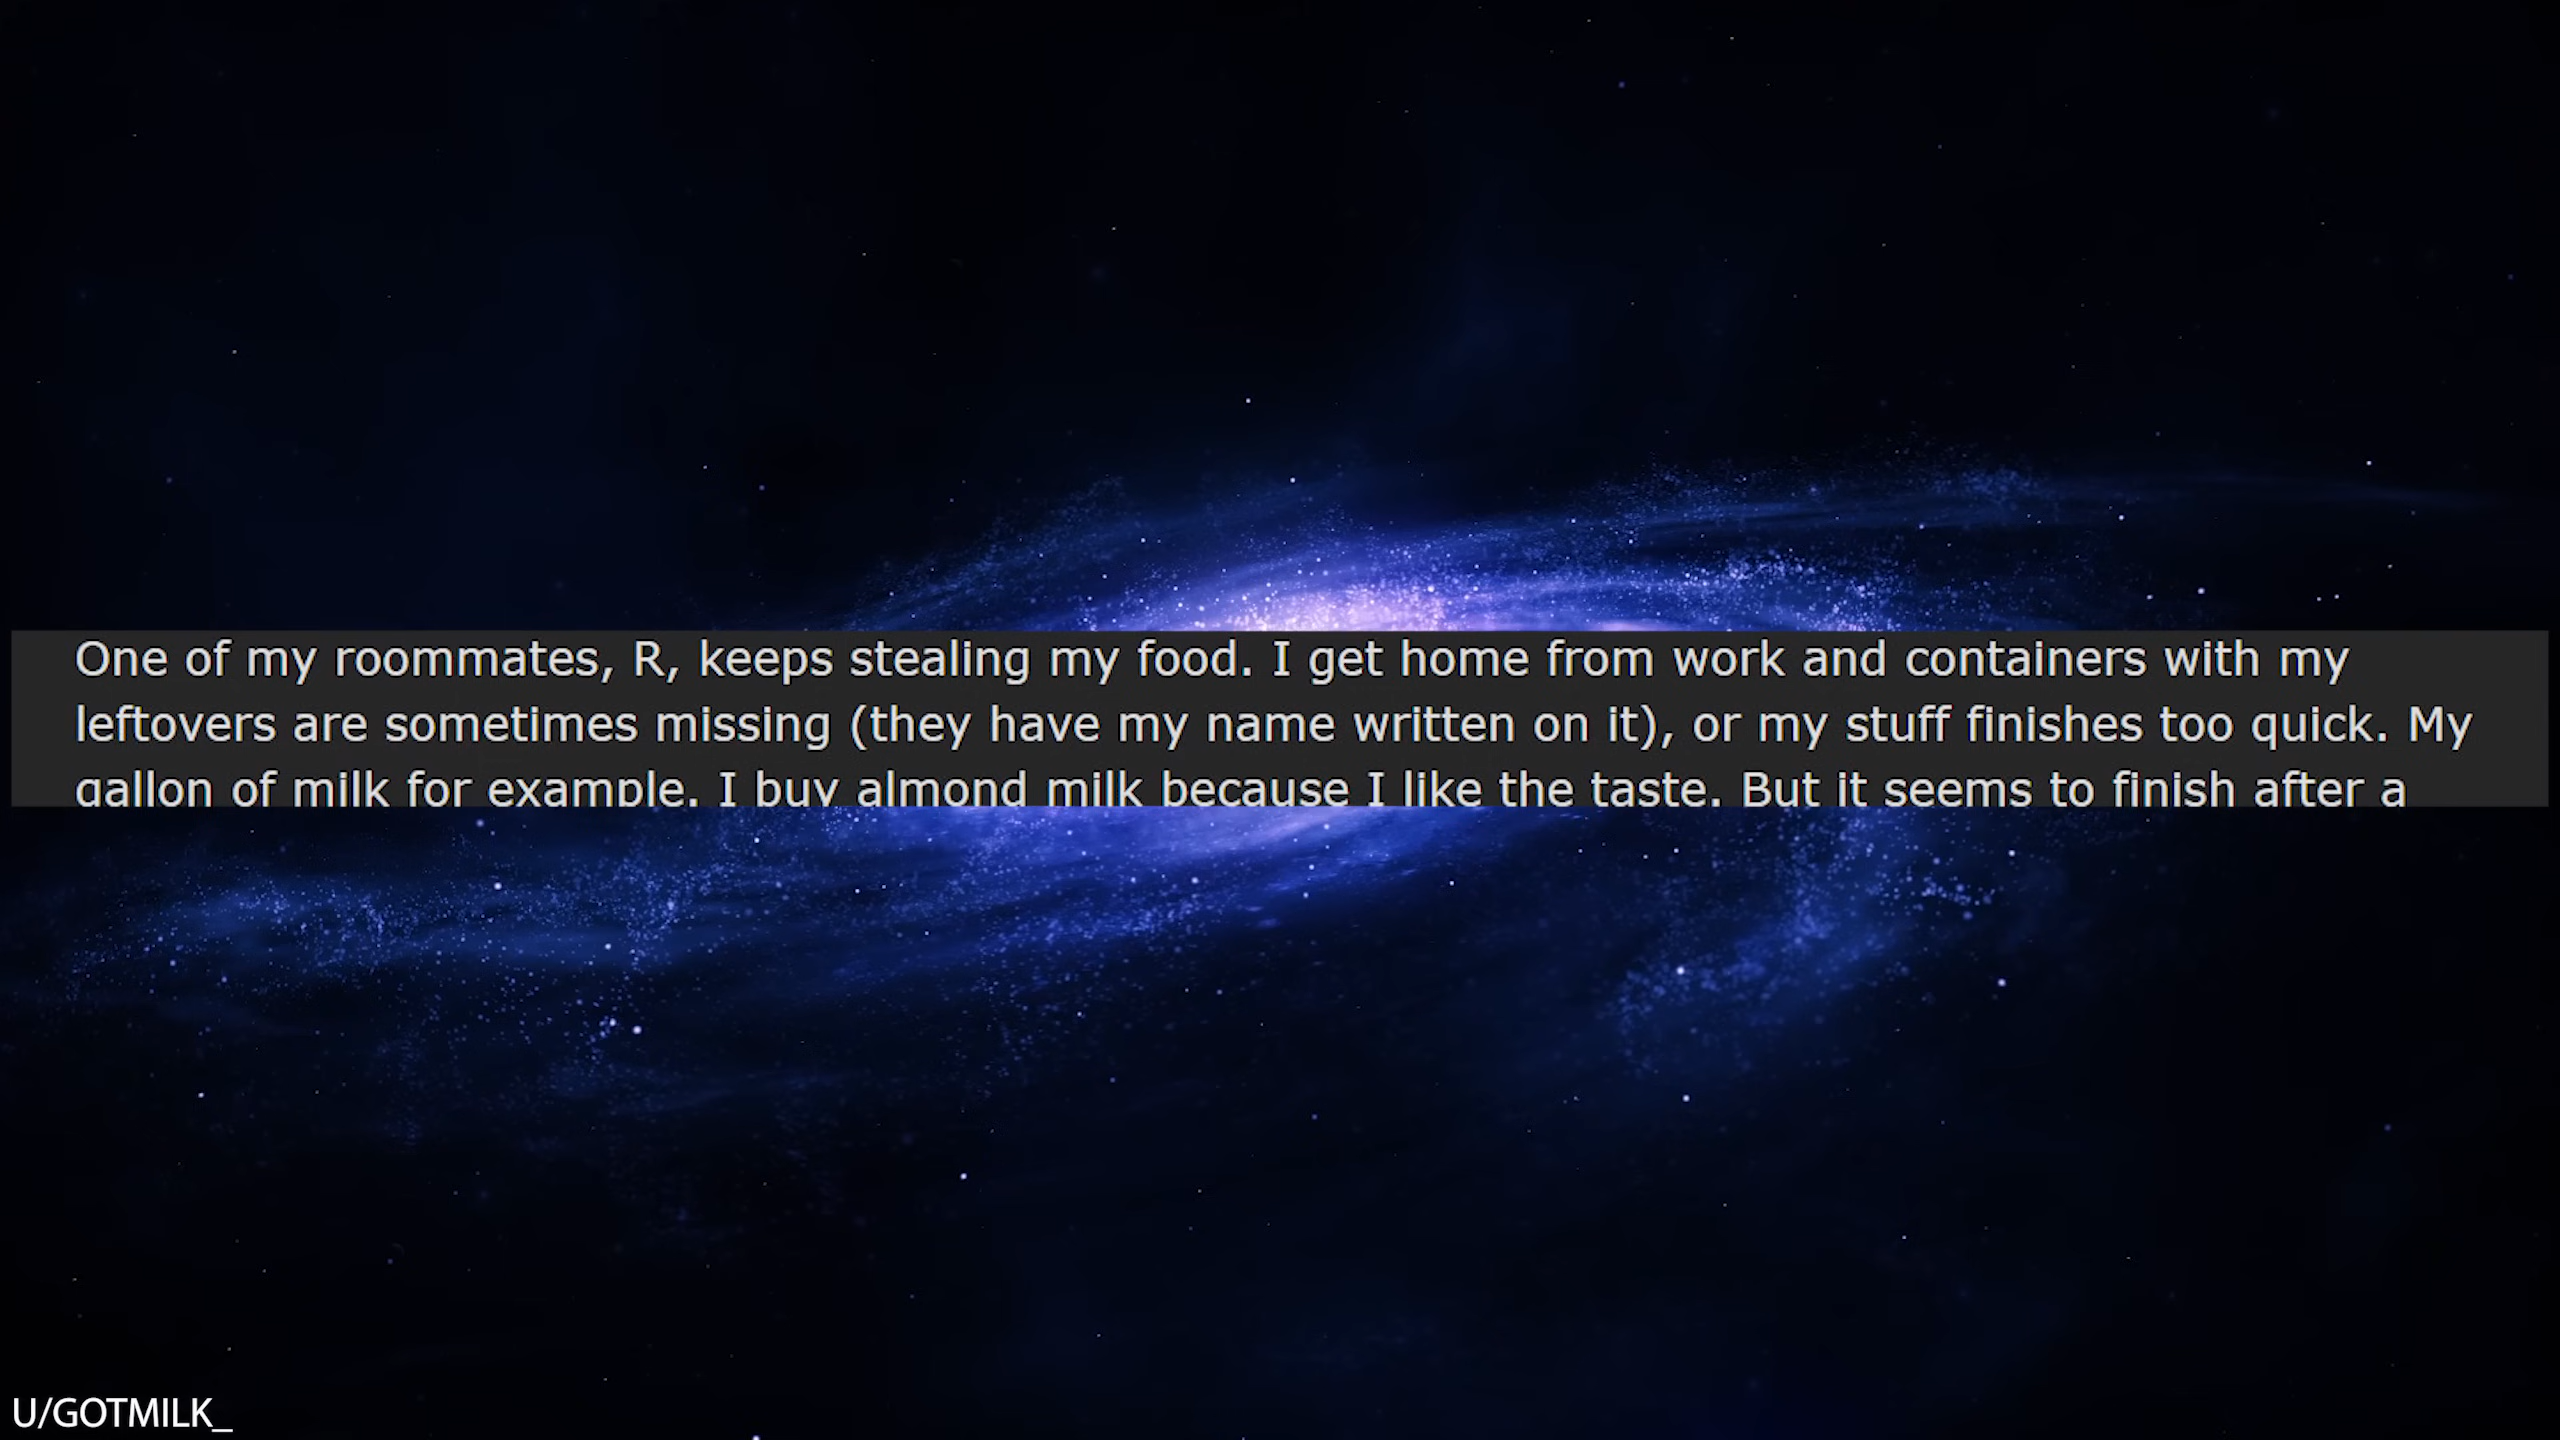 One of my roommates, R, keeps stealing my food. I get home from work and containers with my
leftovers are sometimes missing (they have my name written on it), or my stuff finishes too quick. My
gallon of milk for example. I buy almond milk because I like the taste. But it seems to finish after a
U/GOTMILK_